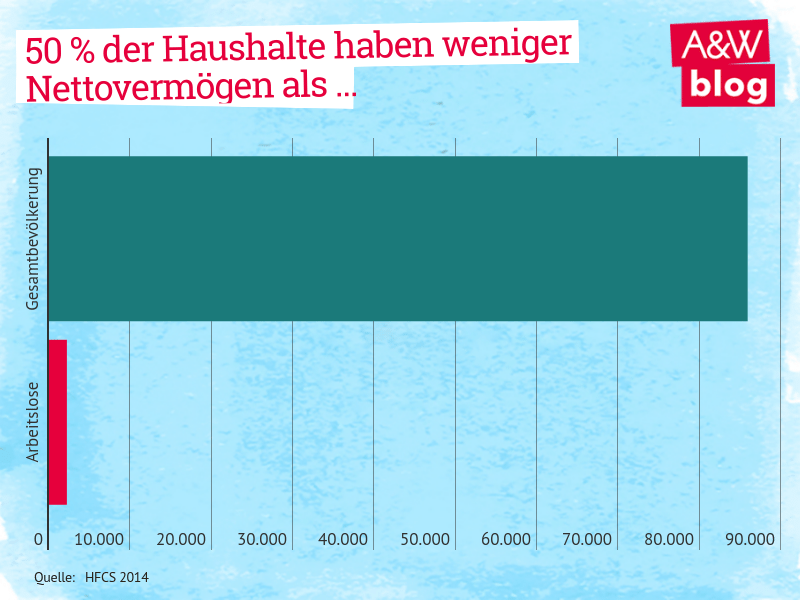 50 % der Haushalte haben weniger
Nettovermögen als ...
A&W
blog
Gesamtbevölkerung
Arbeitslose
0 10.000 20.000 30.000 40.000 50.000 60.000 70.000 80.000 90.000
Quelle: HFCS 2014